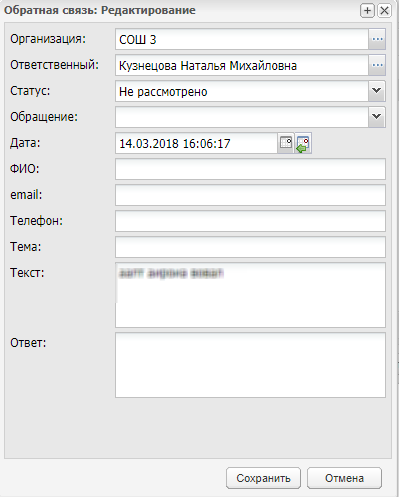 Обратная связь: Редактирование
Организация: СОШ 3
Ответственный: Кузнецова Наталья Михайловна
Статус: Не рассмотрено
Обращение:
Дата: 14.03.2018 16:06:17
ФИО:
email:
Телефон:
Тема:
Текст:
Ответ:
Сохранить Отмена